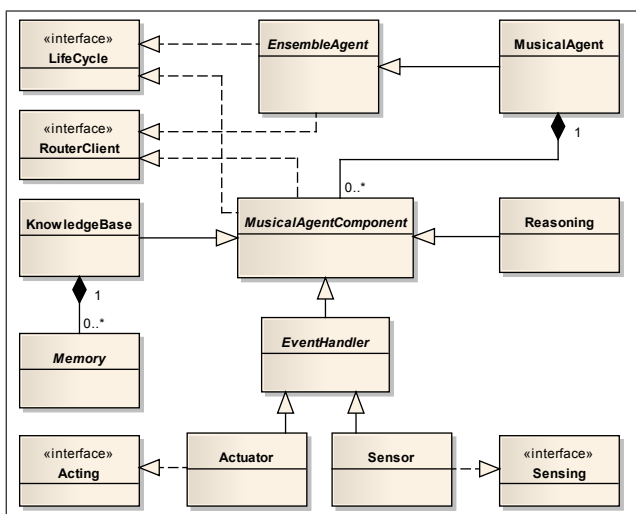 «interface»
LifeCycle
EnsembleAgent
MusicalAgent
«interface»
RouterClient
1
0..*
KnowledgeBase
MusicalAgentComponent
Reasoning
1
0..*
Memory
EventHandler
«interface»
Acting
Actuator
Sensor
«interface»
Sensing